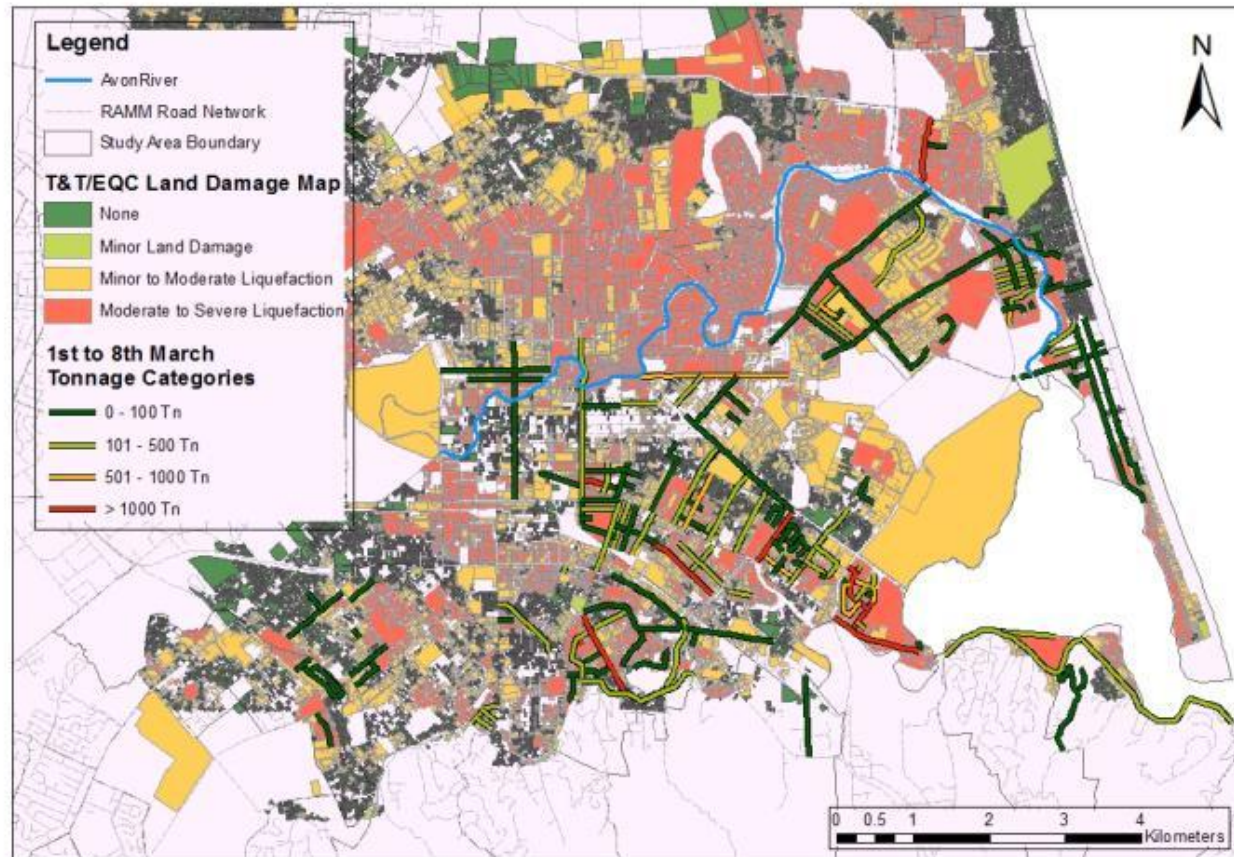 Legend
AvonRiver
RAMM Road Network
Study Area Boundary
T&T/EQC Land Damage Map
None
Minor Land Damage
Minor to Moderate Liquefaction
Moderate to Severe Liquefaction
1st to 8th March
Tonnage Categories
0 - 100 Tn
101 - 500 Tn
501 - 1000 Tn
> 1000 Tn
N
0 0.5 1 2 3 4
Kilometers